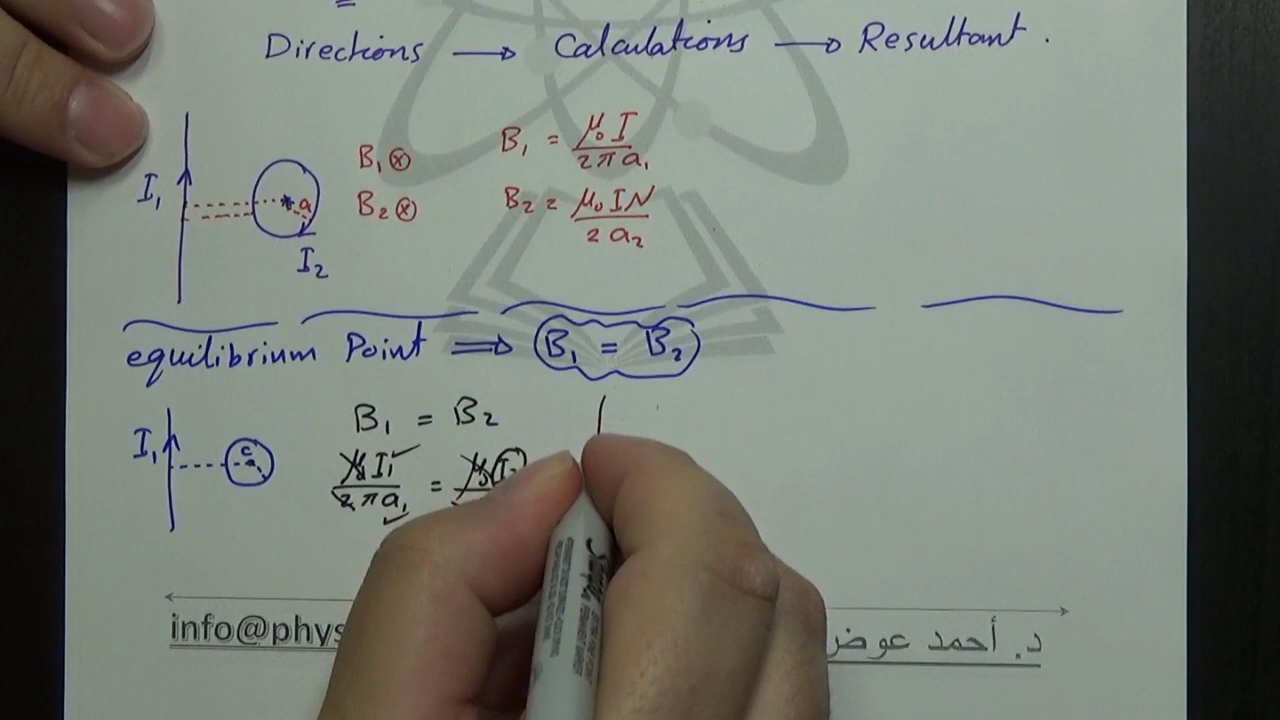 Directions → Calculations → Resultant.
I₁ a I₂
B₁ ⊗ B₁ = μ₀ I / 2π a₁
B₂ ⊗ B₂ = μ₀ I N / 2 a₂
equilibrium Point ⇒ B₁ = B₂
I₁ c
B₁ = B₂
μ₀ I₁ / 2π a₁ =
info@phys
د. أحمد عوض